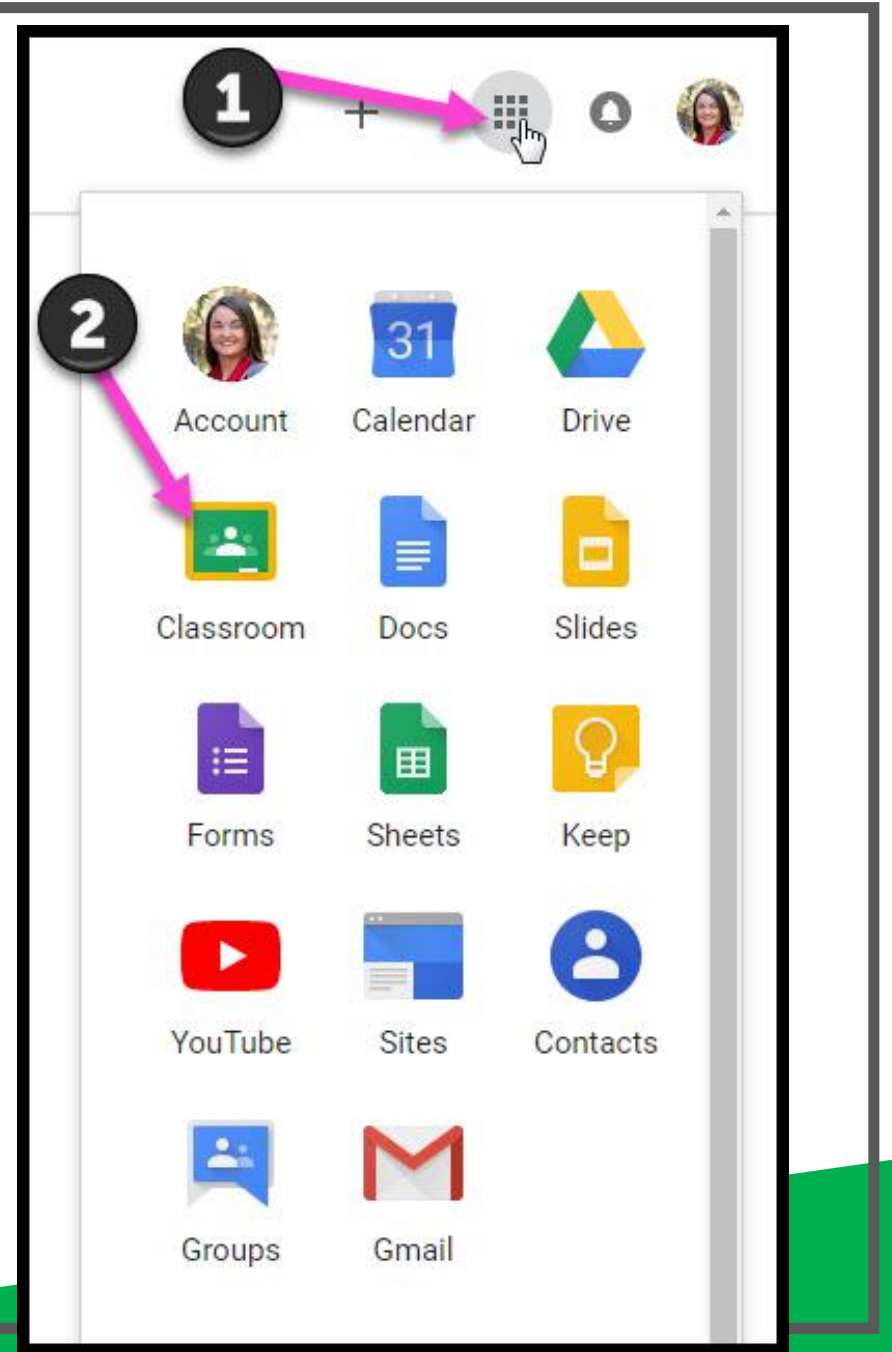 1
2
31
Account Calendar Drive
Classroom Docs Slides
Forms Sheets Keep
YouTube Sites Contacts
Groups Gmail